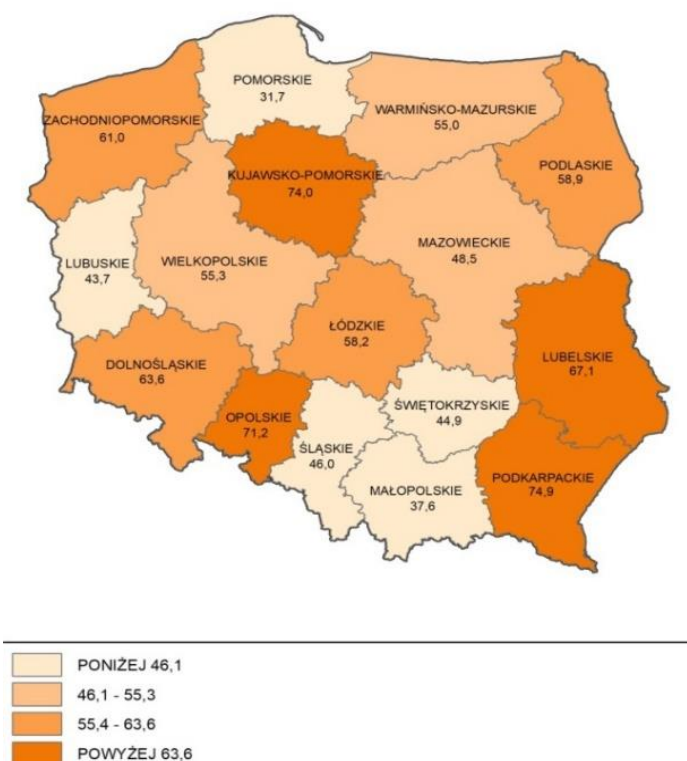 POMORSKIE
31,7
WARMIŃSKO-MAZURSKIE
55,0
ZACHODNIOPOMORSKIE
61,0
PODLASKIE
58,9
KUJAWSKO-POMORSKIE
74,0
MAZOWIECKIE
48,5
LUBUSKIE
43,7
WIELKOPOLSKIE
55,3
ŁÓDZKIE
58,2
LUBELSKIE
67,1
DOLNOŚLĄSKIE
63,6
OPOLSKIE
71,2
ŚWIĘTOKRZYSKIE
44,9
ŚLĄSKIE
46,0
PODKARPACKIE
74,9
MAŁOPOLSKIE
37,6
PONIŻEJ 46,1
46,1 - 55,3
55,4 - 63,6
POWYŻEJ 63,6